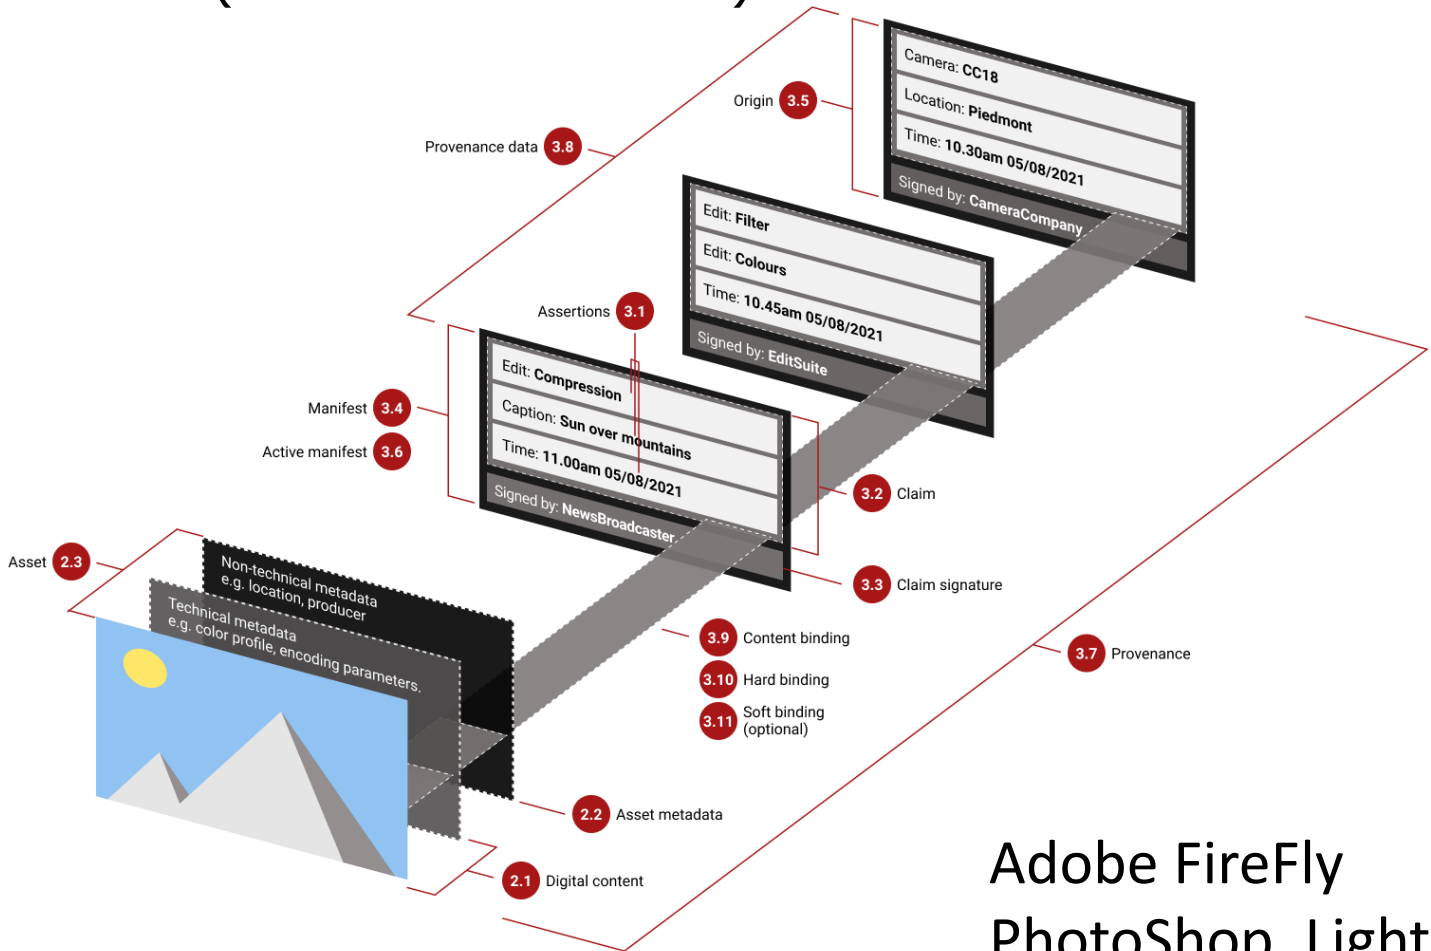 Camera: CC18
Location: Piedmont
Time: 10.30am 05/08/2021
Signed by: CameraCompany
Origin 3.5
Provenance data 3.8
Edit: Filter
Edit: Colours
Time: 10.45am 05/08/2021
Signed by: EditSuite
Assertions 3.1
Edit: Compression
Caption: Sun over mountains
Time: 11.00am 05/08/2021
Signed by: NewsBroadcaster
Manifest 3.4
Active manifest 3.6
3.2 Claim
3.3 Claim signature
Asset 2.3
Non-technical metadata
e.g. location, producer
Technical metadata
e.g. color profile, encoding parameters.
3.9 Content binding
3.10 Hard binding
3.11 Soft binding
(optional)
3.7 Provenance
2.2 Asset metadata
2.1 Digital content
Adobe FireFly
PhotoShop, Light